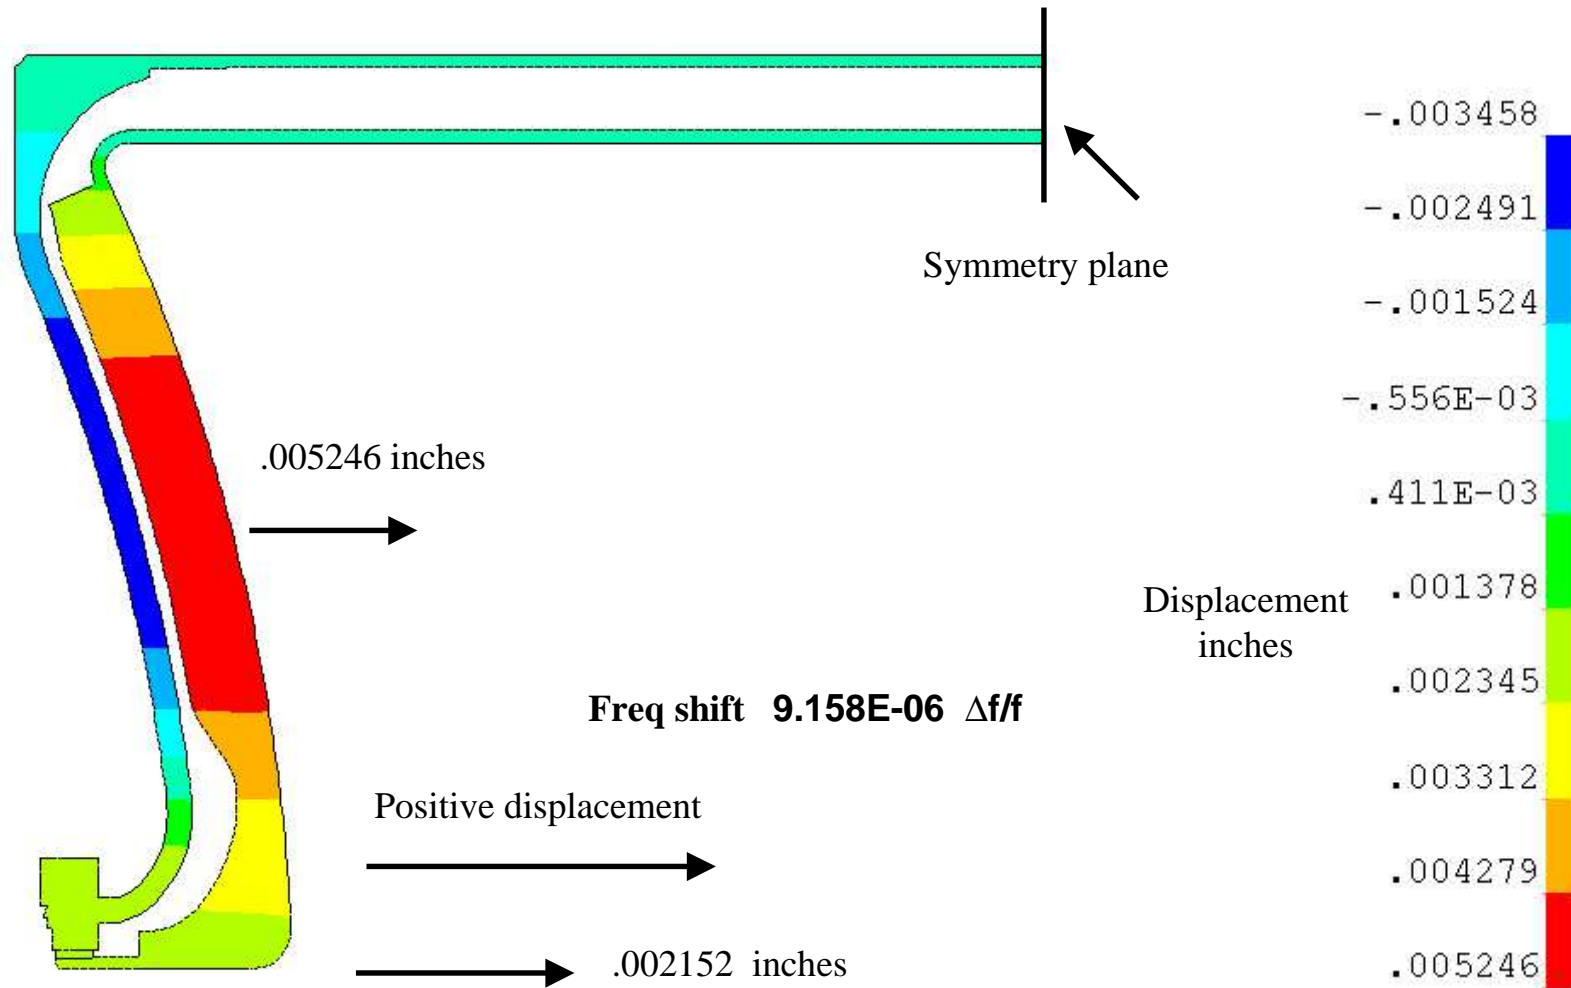 -.003458
-.002491
Symmetry plane
-.001524
-.556E-03
.005246 inches
.411E-03
Displacement
inches
.001378
.002345
Freq shift 9.158E-06 Δf/f
.003312
Positive displacement
.004279
.002152 inches
.005246